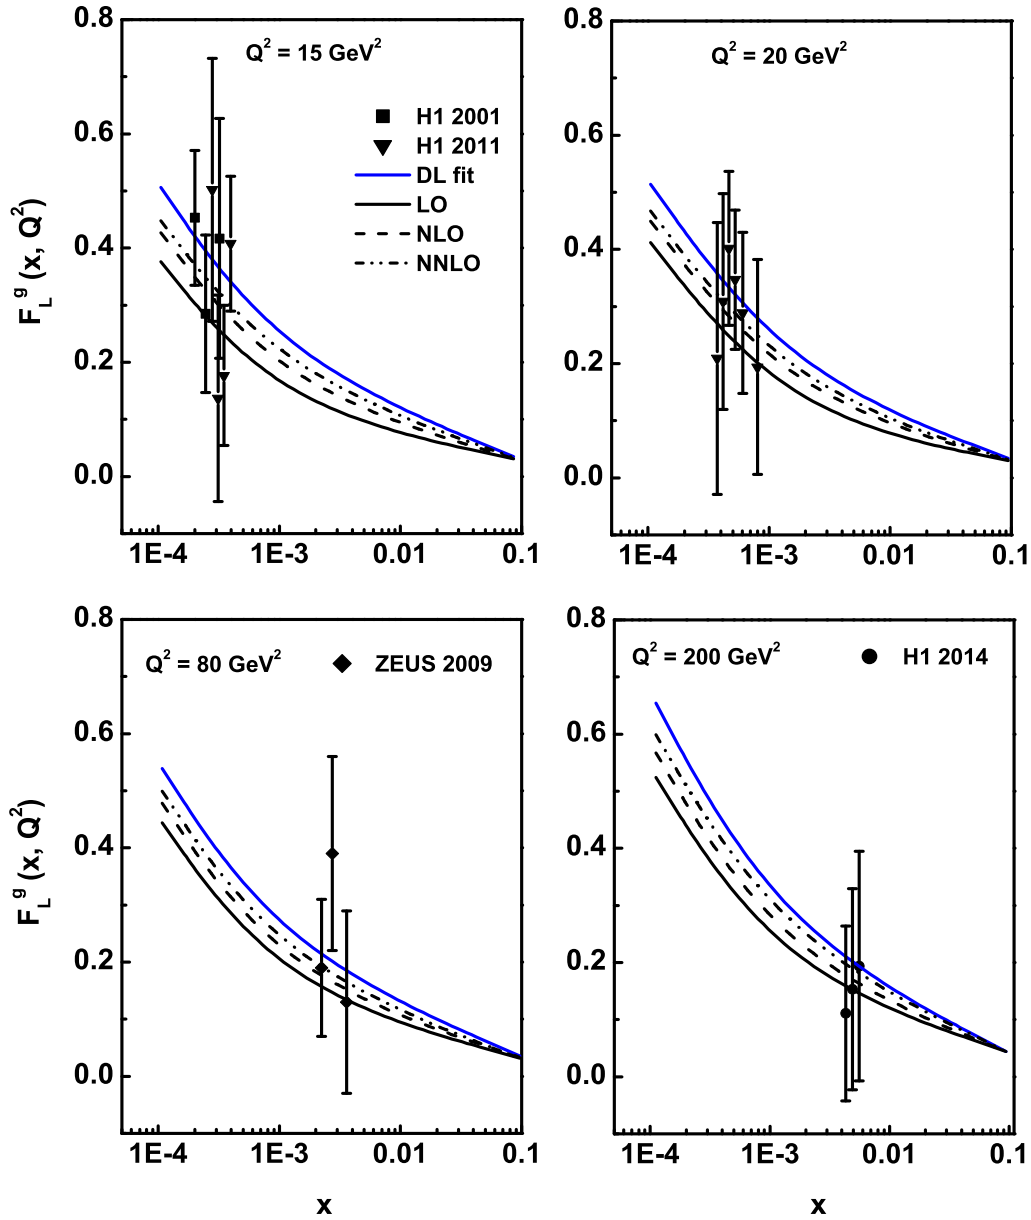 Q² = 15 GeV²
H1 2001
H1 2011
DL fit
LO
NLO
NNLO
0.8
0.6
0.4
0.2
0.0
F_L^g (x, Q²)
1E-4 1E-3 0.01 0.1
Q² = 20 GeV²
0.8
0.6
0.4
0.2
0.0
1E-4 1E-3 0.01 0.1
Q² = 80 GeV² ZEUS 2009
0.8
0.6
0.4
0.2
0.0
F_L^g (x, Q²)
1E-4 1E-3 0.01 0.1
x
Q² = 200 GeV² H1 2014
0.8
0.6
0.4
0.2
0.0
1E-4 1E-3 0.01 0.1
x